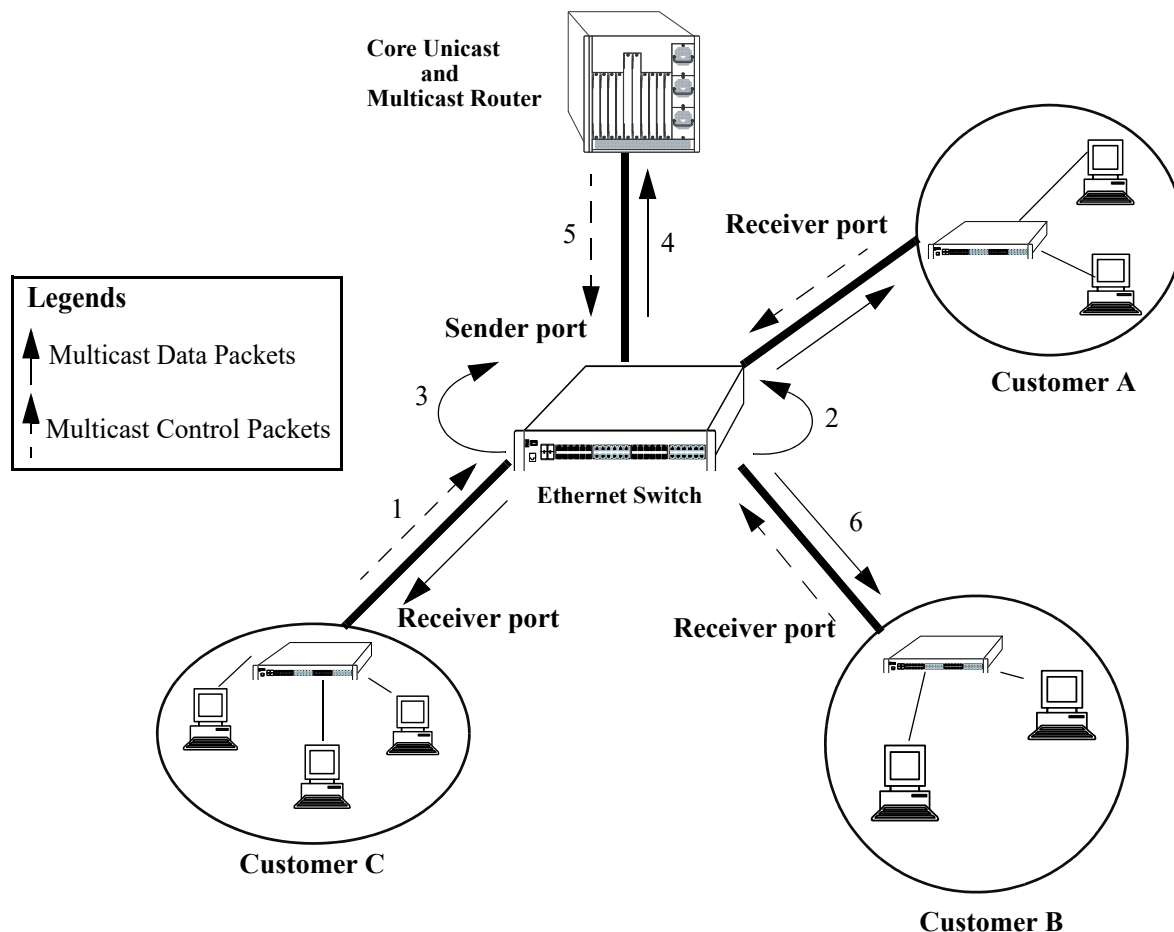 Core Unicast
and
Multicast Router
5
4
Receiver port
Legends
Multicast Data Packets
Multicast Control Packets
Sender port
3
2
Customer A
Ethernet Switch
1
6
Receiver port
Receiver port
Customer C
Customer B